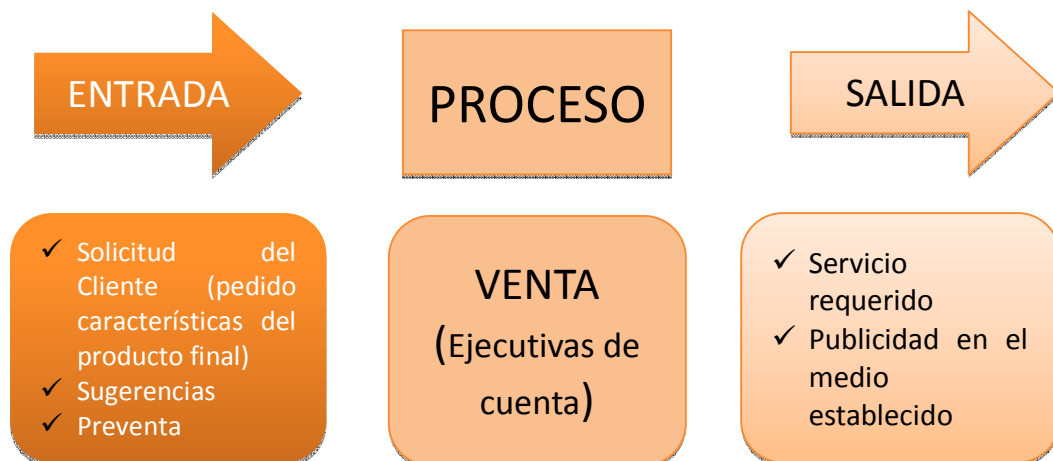 ENTRADA
PROCESO
SALIDA
✓ Solicitud del
Cliente (pedido
características del
producto final)
✓ Sugerencias
✓ Preventa
VENTA
(Ejecutivas de
cuenta)
✓ Servicio
requerido
✓ Publicidad en el
medio
establecido